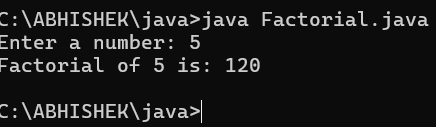 C:\ABHISHEK\java>java Factorial.java
Enter a number: 5
Factorial of 5 is: 120
C:\ABHISHEK\java>